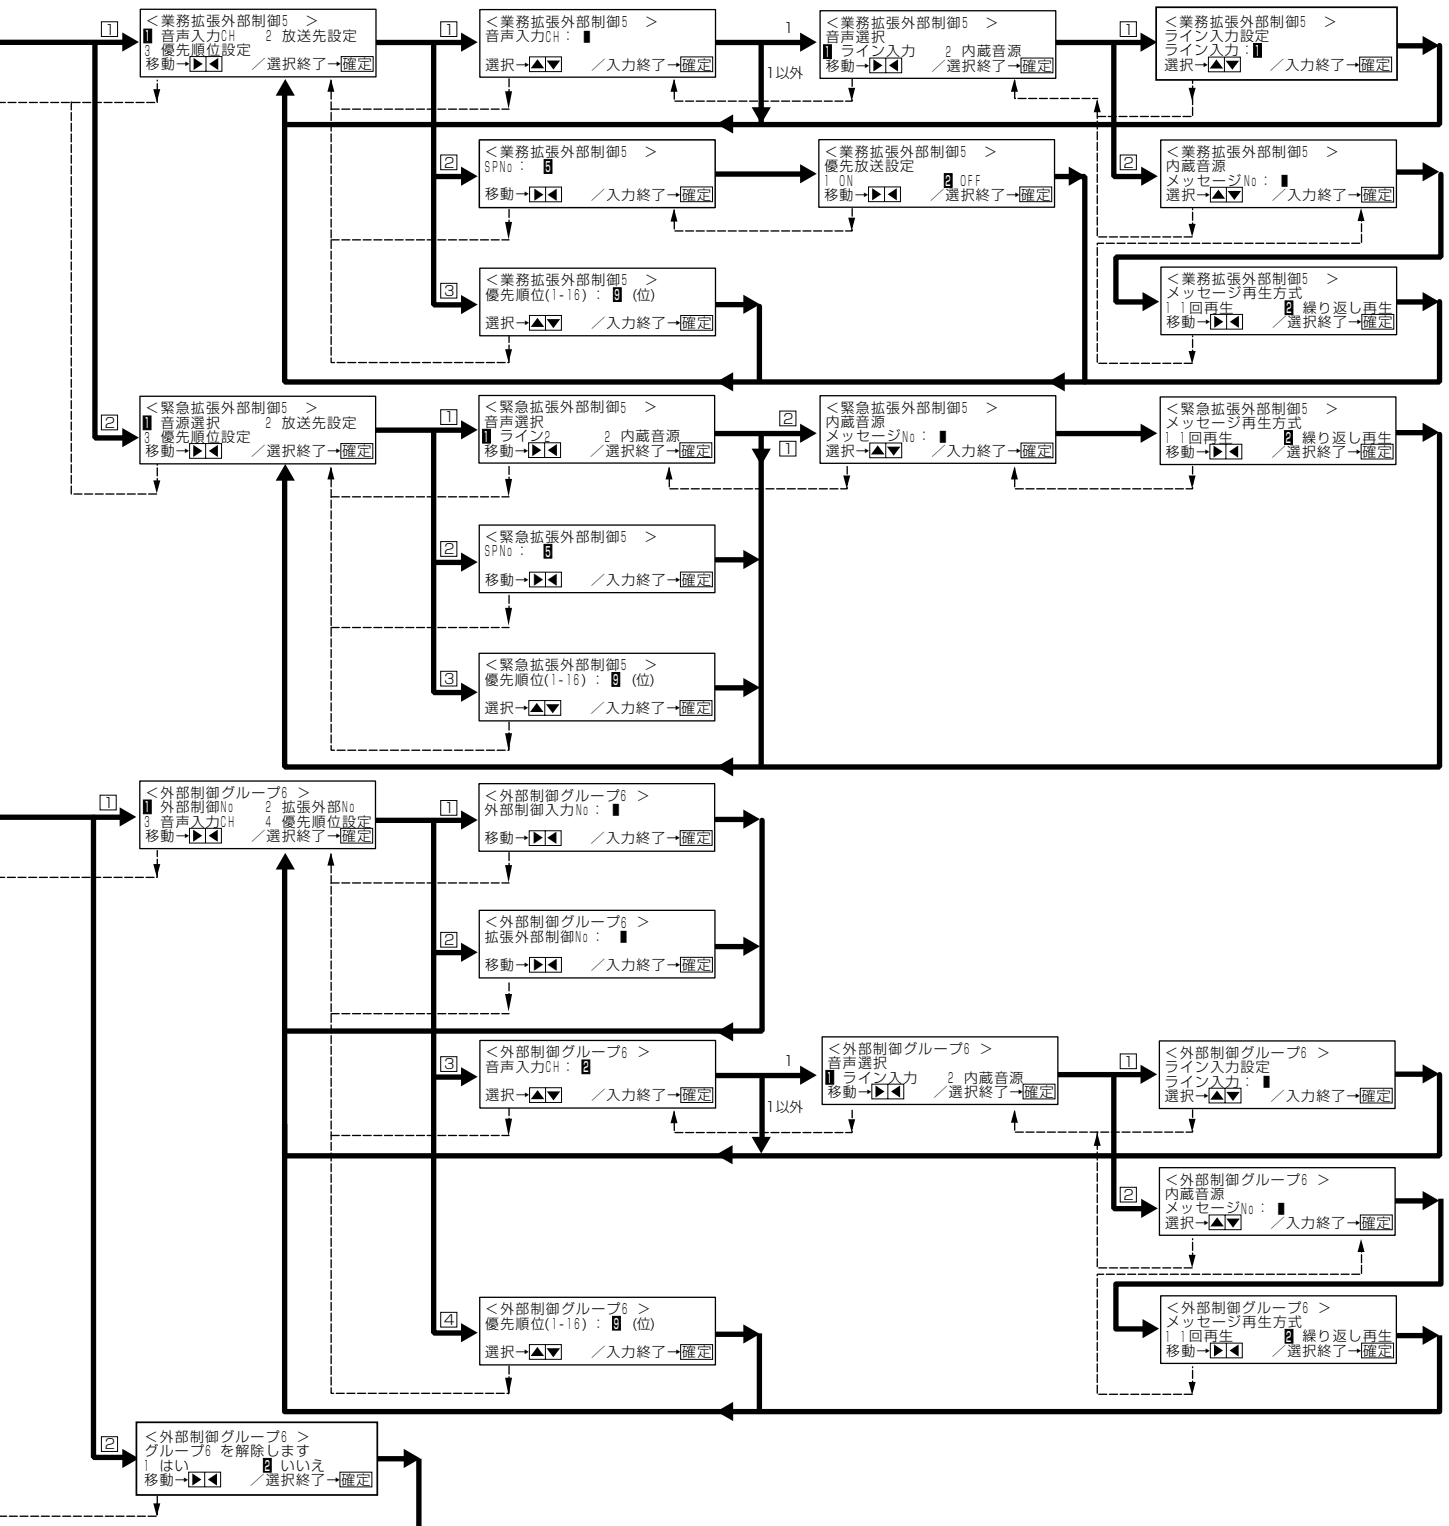 1
<業務拡張外部制御5　>
1 音声入力CH　2 放送先設定
3 優先順位設定
移動→▶◀　／選択終了→確定
1
<業務拡張外部制御5　>
音声入力CH：
選択→▲▼　／入力終了→確定
1
1以外
<業務拡張外部制御5　>
音声選択
1 ライン入力　2 内蔵音源
移動→▶◀　／選択終了→確定
1
<業務拡張外部制御5　>
ライン入力設定
ライン入力：1
選択→▲▼　／入力終了→確定
2
<業務拡張外部制御5　>
SPNo：　5
移動→▶◀　／入力終了→確定
<業務拡張外部制御5　>
優先放送設定
1 ON　2 OFF
移動→▶◀　／選択終了→確定
2
<業務拡張外部制御5　>
内蔵音源
メッセージNo：
選択→▲▼　／入力終了→確定
3
<業務拡張外部制御5　>
優先順位(1-16)：9 (位)
選択→▲▼　／入力終了→確定
<業務拡張外部制御5　>
メッセージ再生方式
1 1回再生　2 繰り返し再生
移動→▶◀　／選択終了→確定
2
<緊急拡張外部制御5　>
1 音源選択　2 放送先設定
3 優先順位設定
移動→▶◀　／選択終了→確定
1
<緊急拡張外部制御5　>
音声選択
1 ライン2　2 内蔵音源
移動→▶◀　／選択終了→確定
2
1
<緊急拡張外部制御5　>
内蔵音源
メッセージNo：
選択→▲▼　／入力終了→確定
<緊急拡張外部制御5　>
メッセージ再生方式
1 1回再生　2 繰り返し再生
移動→▶◀　／選択終了→確定
2
<緊急拡張外部制御5　>
SPNo：　5
移動→▶◀　／入力終了→確定
3
<緊急拡張外部制御5　>
優先順位(1-16)：9 (位)
選択→▲▼　／入力終了→確定
1
<外部制御グループ6 >
1 外部制御No　2 拡張外部No
3 音声入力CH　4 優先順位設定
移動→▶◀　／選択終了→確定
1
<外部制御グループ6 >
外部制御入力No：
移動→▶◀　／入力終了→確定
2
<外部制御グループ6 >
拡張外部制御No：
移動→▶◀　／入力終了→確定
3
<外部制御グループ6 >
音声入力CH：2
選択→▲▼　／入力終了→確定
1
1以外
<外部制御グループ6 >
音声選択
1 ライン入力　2 内蔵音源
移動→▶◀　／選択終了→確定
1
<外部制御グループ6 >
ライン入力設定
ライン入力：
選択→▲▼　／入力終了→確定
2
<外部制御グループ6 >
内蔵音源
メッセージNo：
選択→▲▼　／入力終了→確定
4
<外部制御グループ6 >
優先順位(1-16)：9 (位)
選択→▲▼　／入力終了→確定
<外部制御グループ6 >
メッセージ再生方式
1 1回再生　2 繰り返し再生
移動→▶◀　／選択終了→確定
2
<外部制御グループ6 >
グループ6 を解除します
1 はい　2 いいえ
移動→▶◀　／選択終了→確定